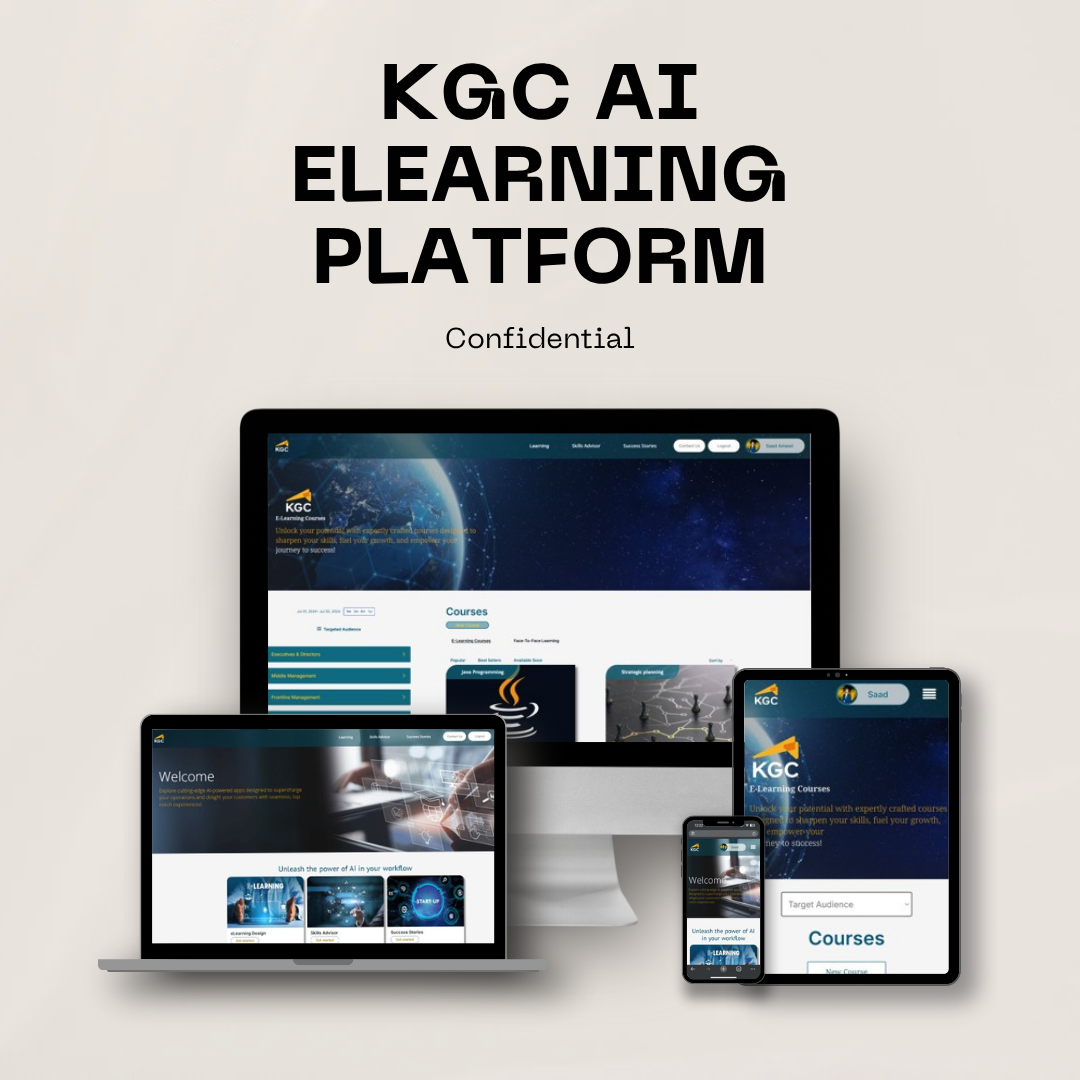 KGC AI
ELEARNING
PLATFORM
Confidential
KGC
Learning
Skills Advisor
Success Stories
Contact Us
Logout
Saad Ahmed
KGC
E-Learning Courses
Unlock your potential with expertly crafted courses designed to
sharpen your skills, fuel your growth, and empower your
journey to success!
Targeted Audience
Courses
E-Learning Courses
Face-To-Face Learning
Popular
Best Sellers
Available Soon
Sort by
Executives & Directors
Middle Management
Frontline Management
Java Programming
Strategic planning
KGC
Learning
Skills Advisor
Success Stories
Contact Us
Logout
Welcome
Explore cutting-edge AI-powered apps designed to supercharge
your operations and delight your customers with seamless, top-
notch experiences!
Unleash the power of AI in your workflow
E-LEARNING
START-UP
eLearning Design
Skills Advisor
Success Stories
Get started
Get started
Get started
KGC
Saad
KGC
E-Learning Courses
Unlock your potential with expertly crafted courses
designed to sharpen your skills, fuel your growth,
empower your
journey to success!
Target Audience
Courses
New Course
KGC
Saad
Welcome
Unleash the power of AI
in your workflow
E-LEARNING